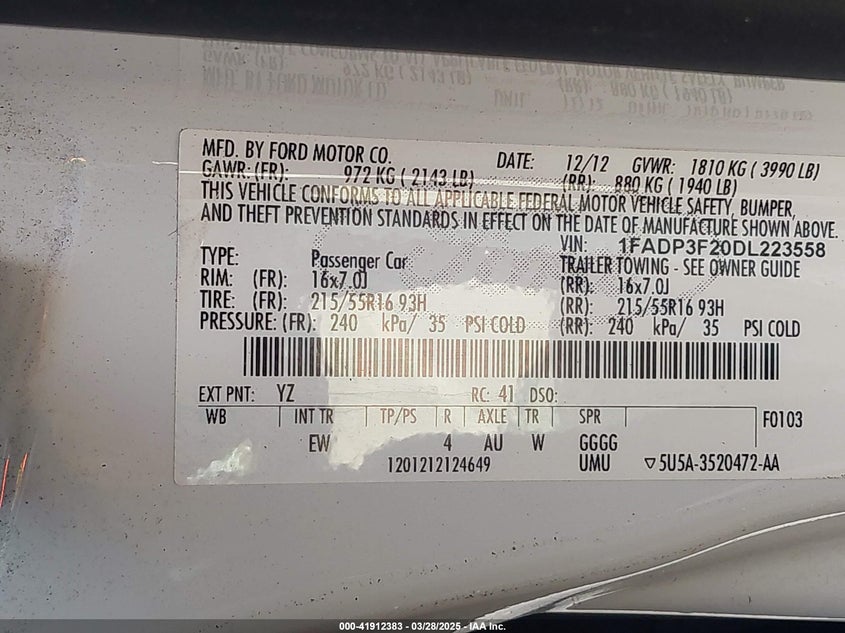 MFD. BY FORD MOTOR CO. DATE: 12/12 GVWR: 1810 KG ( 3990 LB)
GAWR: (FR): 972 KG ( 2143 LB) (RR): 880 KG ( 1940 LB)
THIS VEHICLE CONFORMS TO ALL APPLICABLE FEDERAL MOTOR VEHICLE SAFETY, BUMPER,
AND THEFT PREVENTION STANDARDS IN EFFECT ON THE DATE OF MANUFACTURE SHOWN ABOVE.
VIN: 1FADP3F20DL223558
TYPE: Passenger Car TRAILER TOWING - SEE OWNER GUIDE
RIM: (FR): 16x7.0J (RR): 16x7.0J
TIRE: (FR): 215/55R16 93H (RR): 215/55R16 93H
PRESSURE: (FR): 240 kPa/ 35 PSI COLD (RR): 240 kPa/ 35 PSI COLD
EXT PNT: YZ RC: 41 DSO:
WB INT TR TP/PS R AXLE TR SPR F0103
EW 4 AU W GGGG
1201212124649 UMU ▽5U5A-3520472-AA
000-41912383 / 03/28/2025 - IAA Inc.